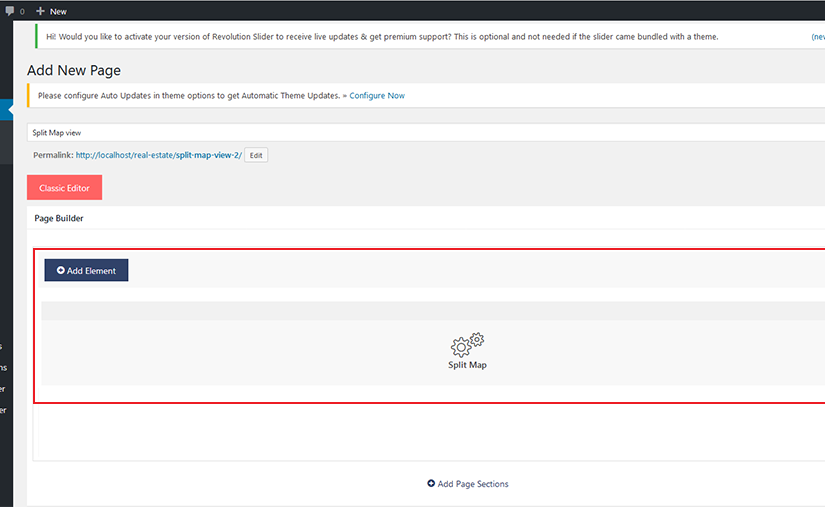 0 New
Hi! Would you like to activate your version of Revolution Slider to receive live updates & get premium support? This is optional and not needed if the slider came bundled with a theme. (nev
Add New Page
Please configure Auto Updates in theme options to get Automatic Theme Updates. » Configure Now
Split Map view
Permalink: http://localhost/real-estate/split-map-view-2/ Edit
Classic Editor
Page Builder
Add Element
s
Split Map
ns
er
er
Add Page Sections